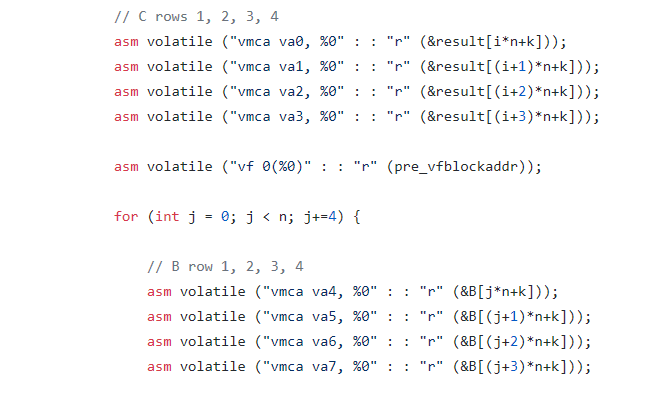 // C rows 1, 2, 3, 4
asm volatile ("vmca va0, %0" : : "r" (&result[i*n+k]));
asm volatile ("vmca va1, %0" : : "r" (&result[(i+1)*n+k]));
asm volatile ("vmca va2, %0" : : "r" (&result[(i+2)*n+k]));
asm volatile ("vmca va3, %0" : : "r" (&result[(i+3)*n+k]));
asm volatile ("vf 0(%0)" : : "r" (pre_vfblockaddr));
for (int j = 0; j < n; j+=4) {
// B row 1, 2, 3, 4
asm volatile ("vmca va4, %0" : : "r" (&B[j*n+k]));
asm volatile ("vmca va5, %0" : : "r" (&B[(j+1)*n+k]));
asm volatile ("vmca va6, %0" : : "r" (&B[(j+2)*n+k]));
asm volatile ("vmca va7, %0" : : "r" (&B[(j+3)*n+k]));